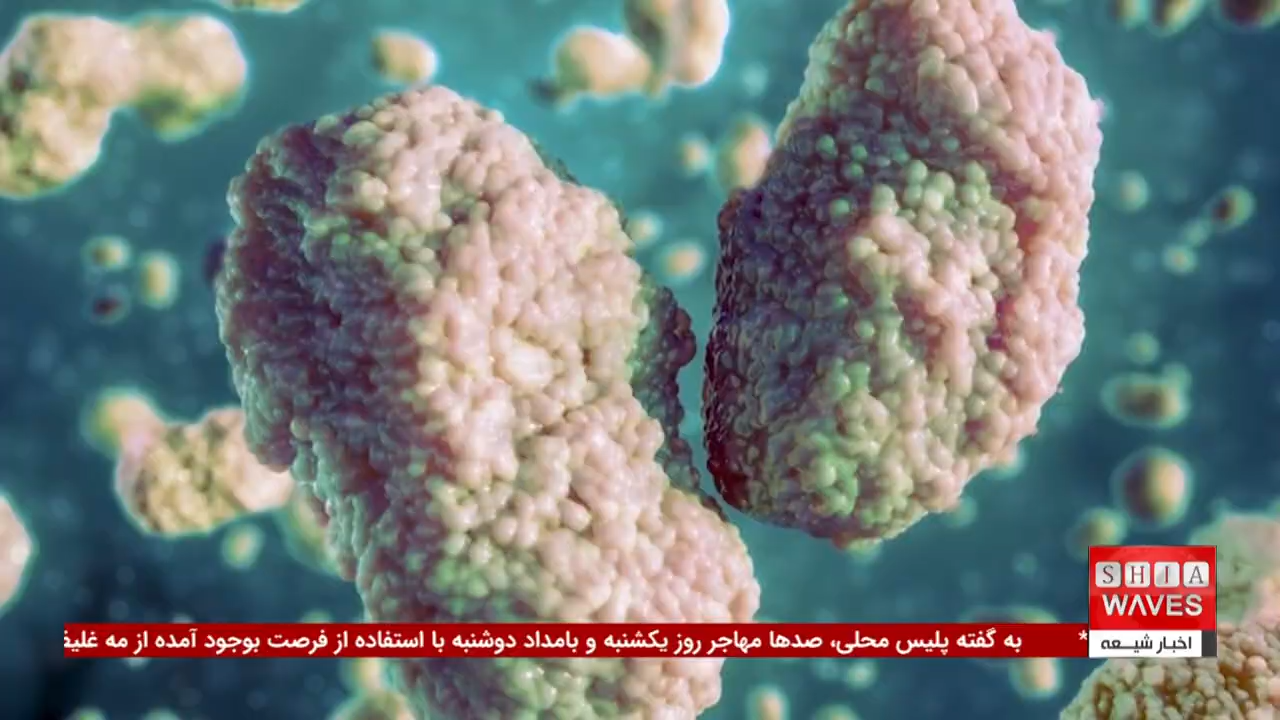 SHIA
WAVES
اخبار شیعه
* به گفته پلیس محلی، صدها مهاجر روز یکشنبه و بامداد دوشنبه با استفاده از فرصت بوجود آمده از مه